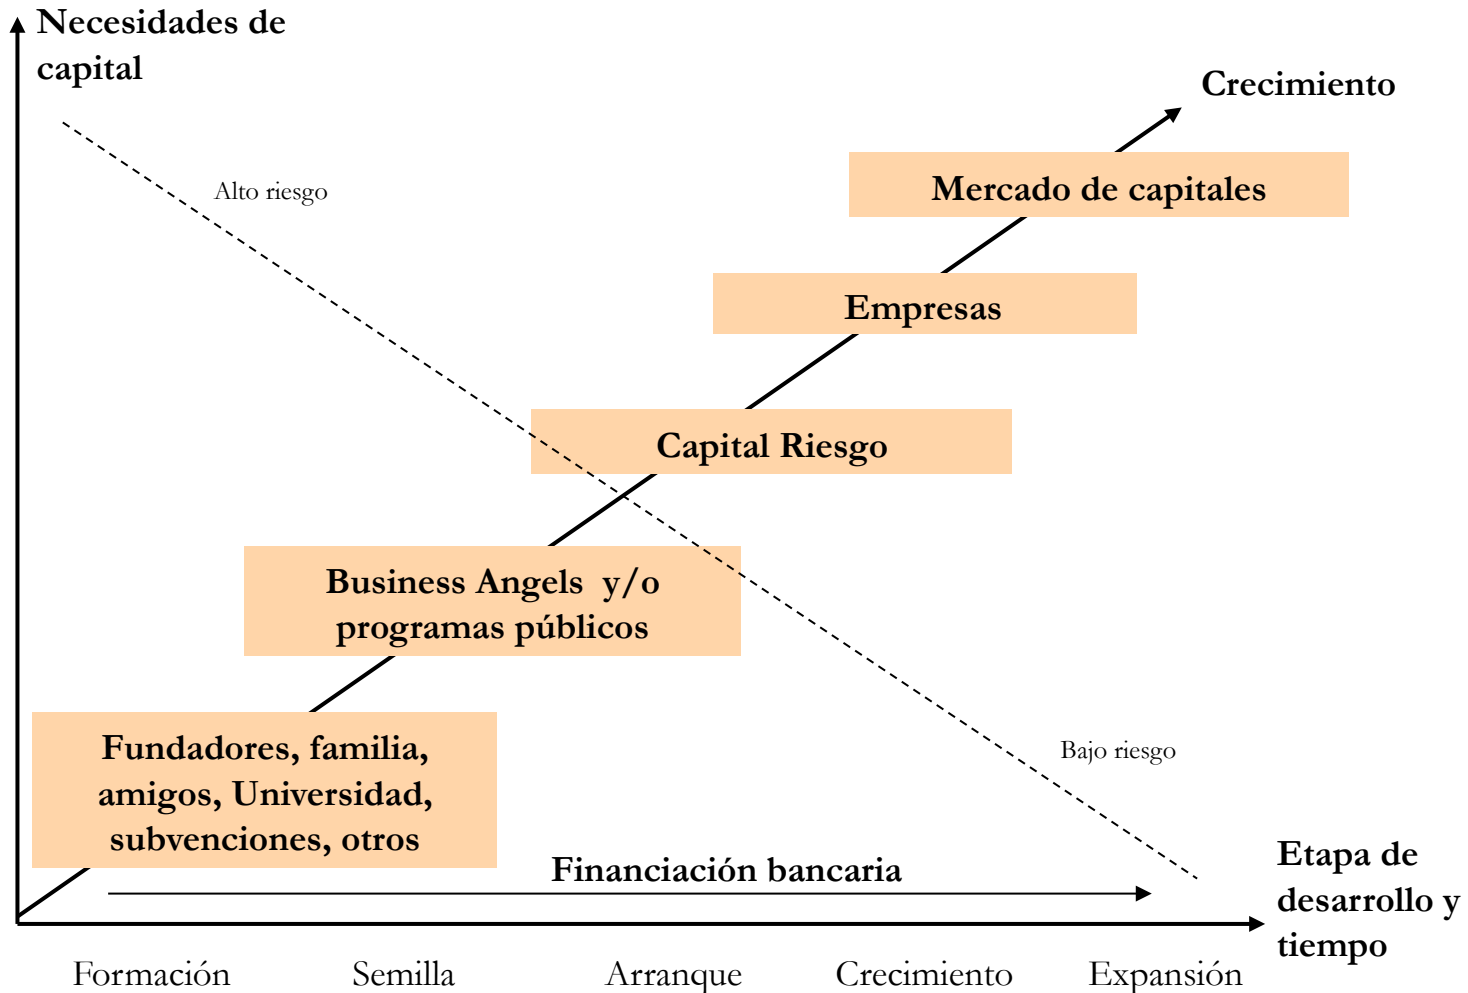 Necesidades de
capital
Crecimiento
Alto riesgo
Mercado de capitales
Empresas
Capital Riesgo
Business Angels  y/o
programas públicos
Fundadores, familia,
amigos, Universidad,
subvenciones, otros
Bajo riesgo
Financiación bancaria
Etapa de
desarrollo y
tiempo
Formación
Semilla
Arranque
Crecimiento
Expansión